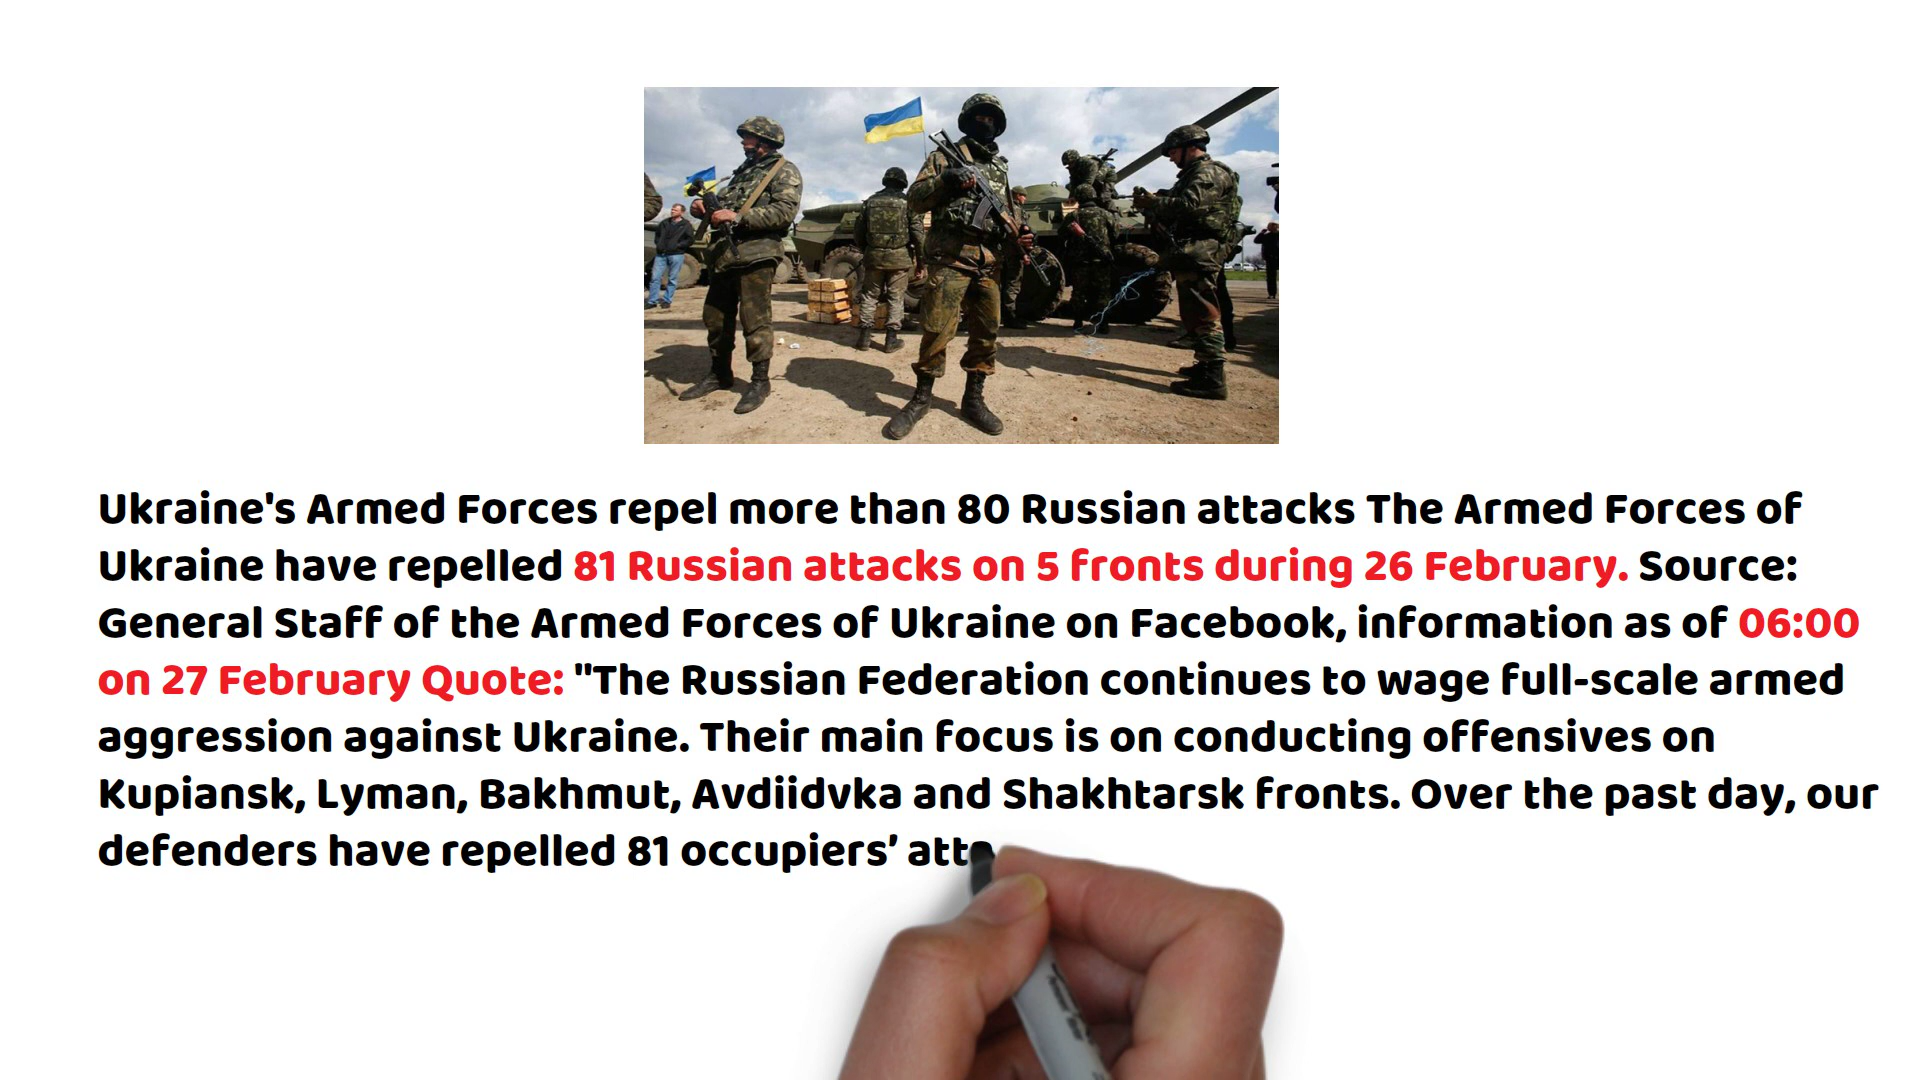 Ukraine's Armed Forces repel more than 80 Russian attacks The Armed Forces of
Ukraine have repelled 81 Russian attacks on 5 fronts during 26 February. Source:
General Staff of the Armed Forces of Ukraine on Facebook, information as of 06:00
on 27 February Quote: "The Russian Federation continues to wage full-scale armed
aggression against Ukraine. Their main focus is on conducting offensives on
Kupiansk, Lyman, Bakhmut, Avdiidvka and Shakhtarsk fronts. Over the past day, our
defenders have repelled 81 occupiers’ atta